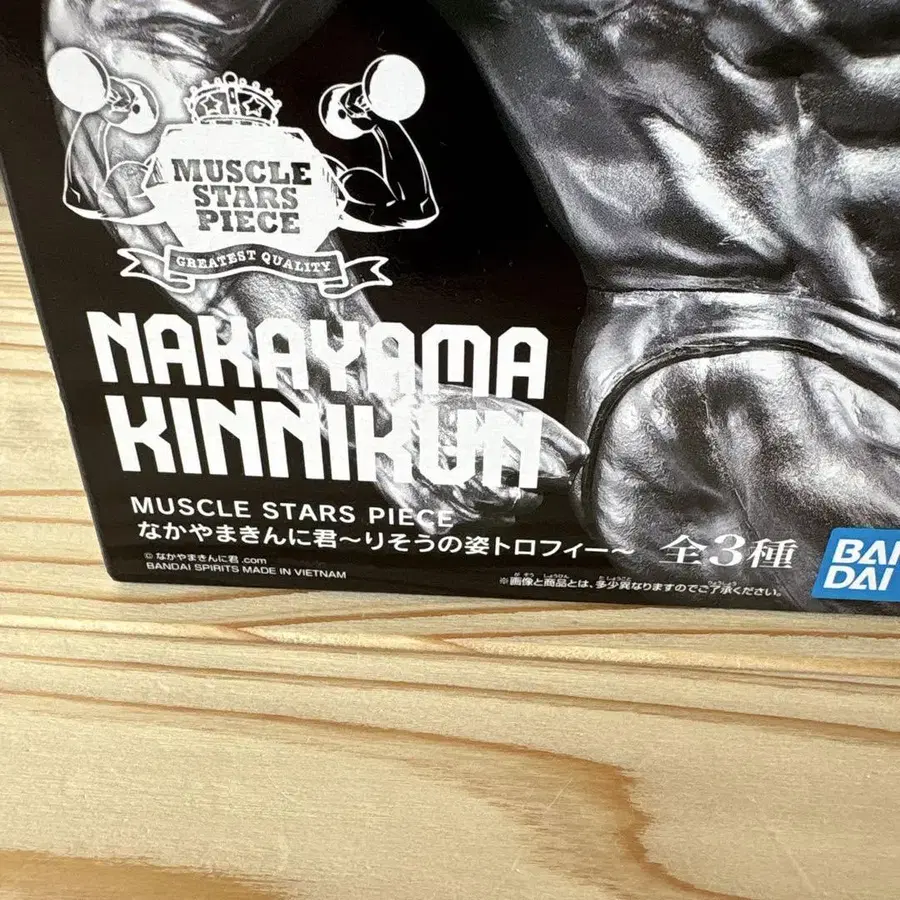 MUSCLE
STARS
PIECE
GREATEST QUALITY
NAKAYAMA
KINNIKUN
MUSCLE STARS PIECE
なかやまきんに君〜りそうの姿トロフィー〜 全3種
© なかやまきんに君.com
BANDAI SPIRITS MADE IN VIETNAM
※画像と商品とは、多少異なりますのでご了承ください。
BAN
DAI